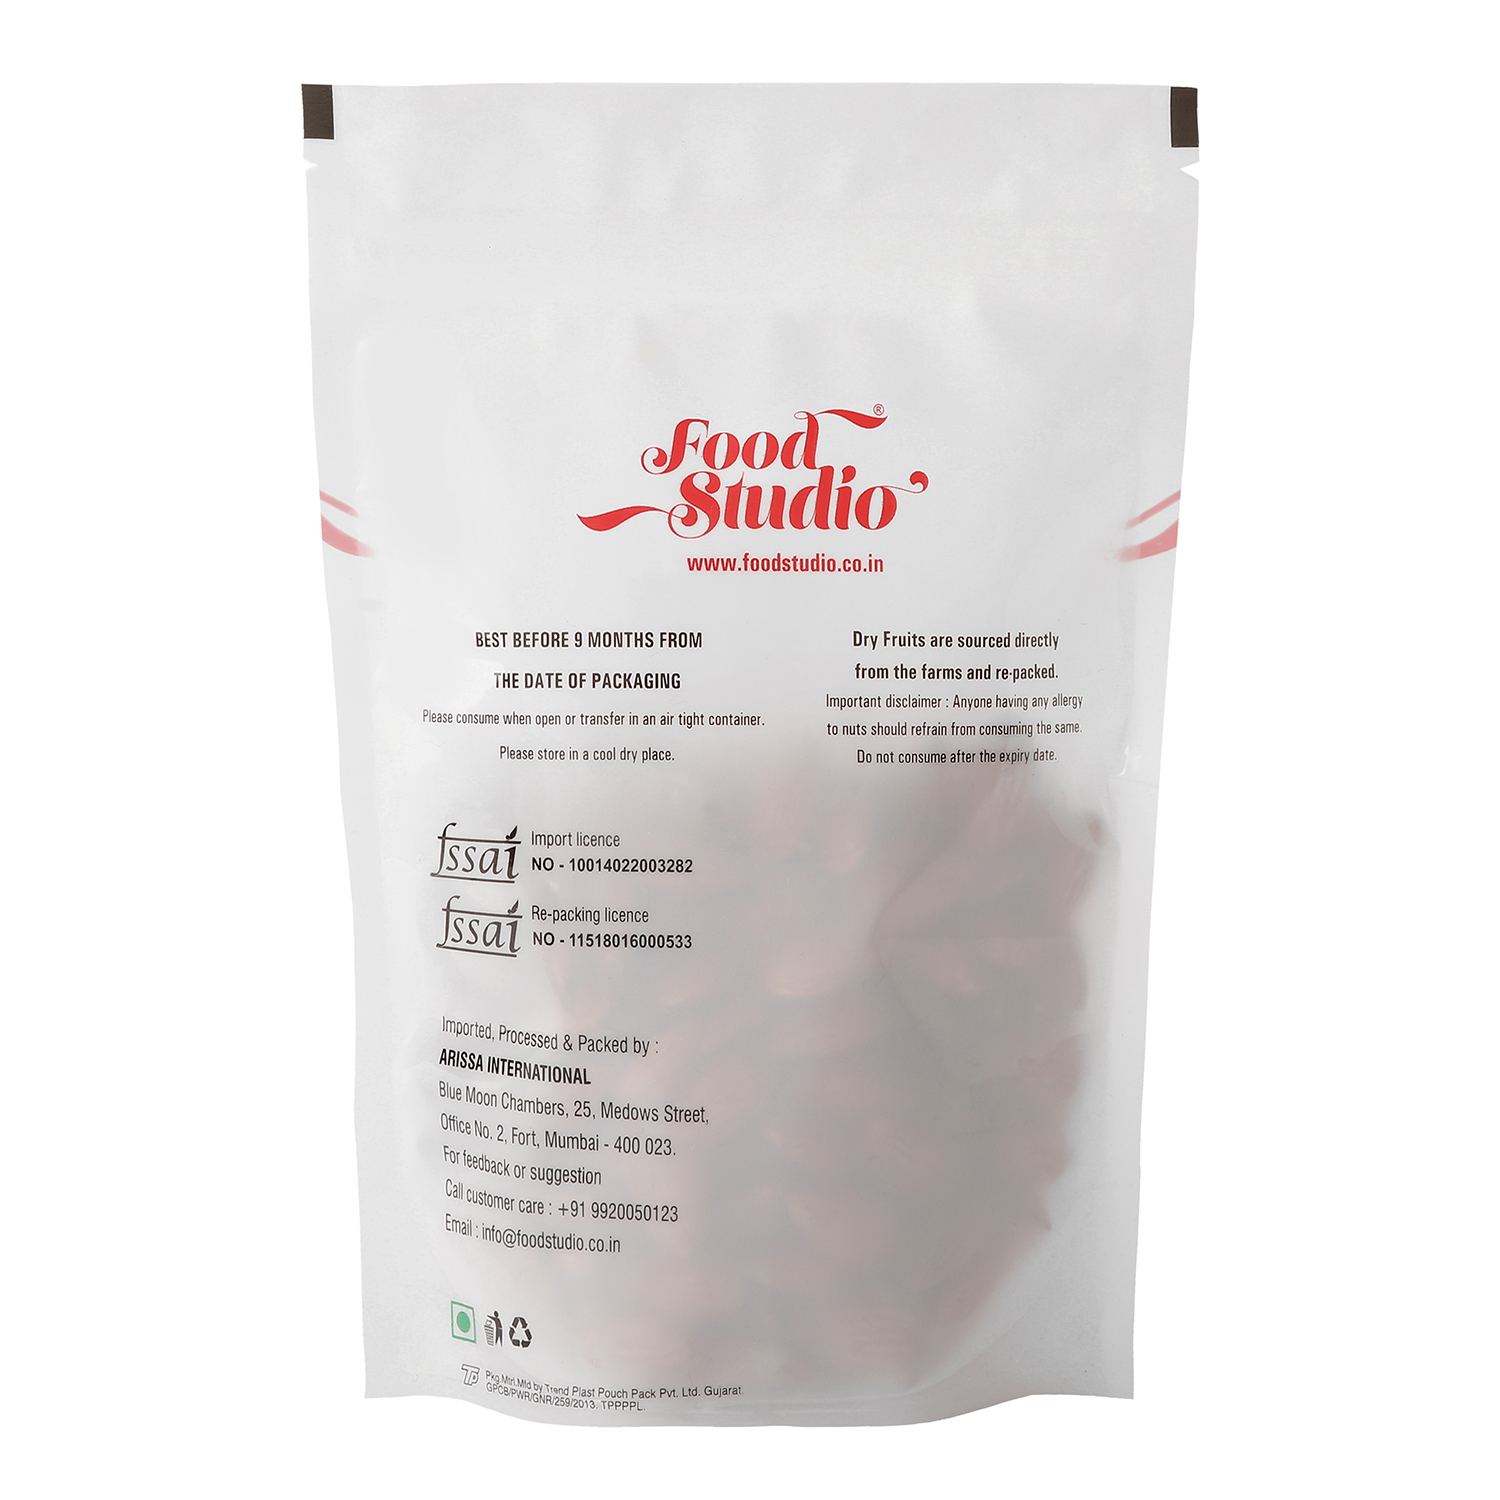 Food ®
Studio
www.foodstudio.co.in
BEST BEFORE 9 MONTHS FROM
THE DATE OF PACKAGING
Please consume when open or transfer in an air tight container.
Please store in a cool dry place.
Dry Fruits are sourced directly
from the farms and re-packed.
Important disclaimer : Anyone having any allergy
to nuts should refrain from consuming the same.
Do not consume after the expiry date.
fssai
Import licence
NO - 10014022003282
fssai
Re-packing licence
NO - 11518016000533
Imported, Processed & Packed by :
ARISSA INTERNATIONAL
Blue Moon Chambers, 25, Medows Street,
Office No. 2, Fort, Mumbai - 400 023.
For feedback or suggestion
Call customer care : +91 9920050123
Email : info@foodstudio.co.in
TP
Pkg.Mtrl.Mfd by Trend Plast Pouch Pack Pvt. Ltd. Gujarat.
GPCB/PWR/GNR/259/2013. TPPPPL.